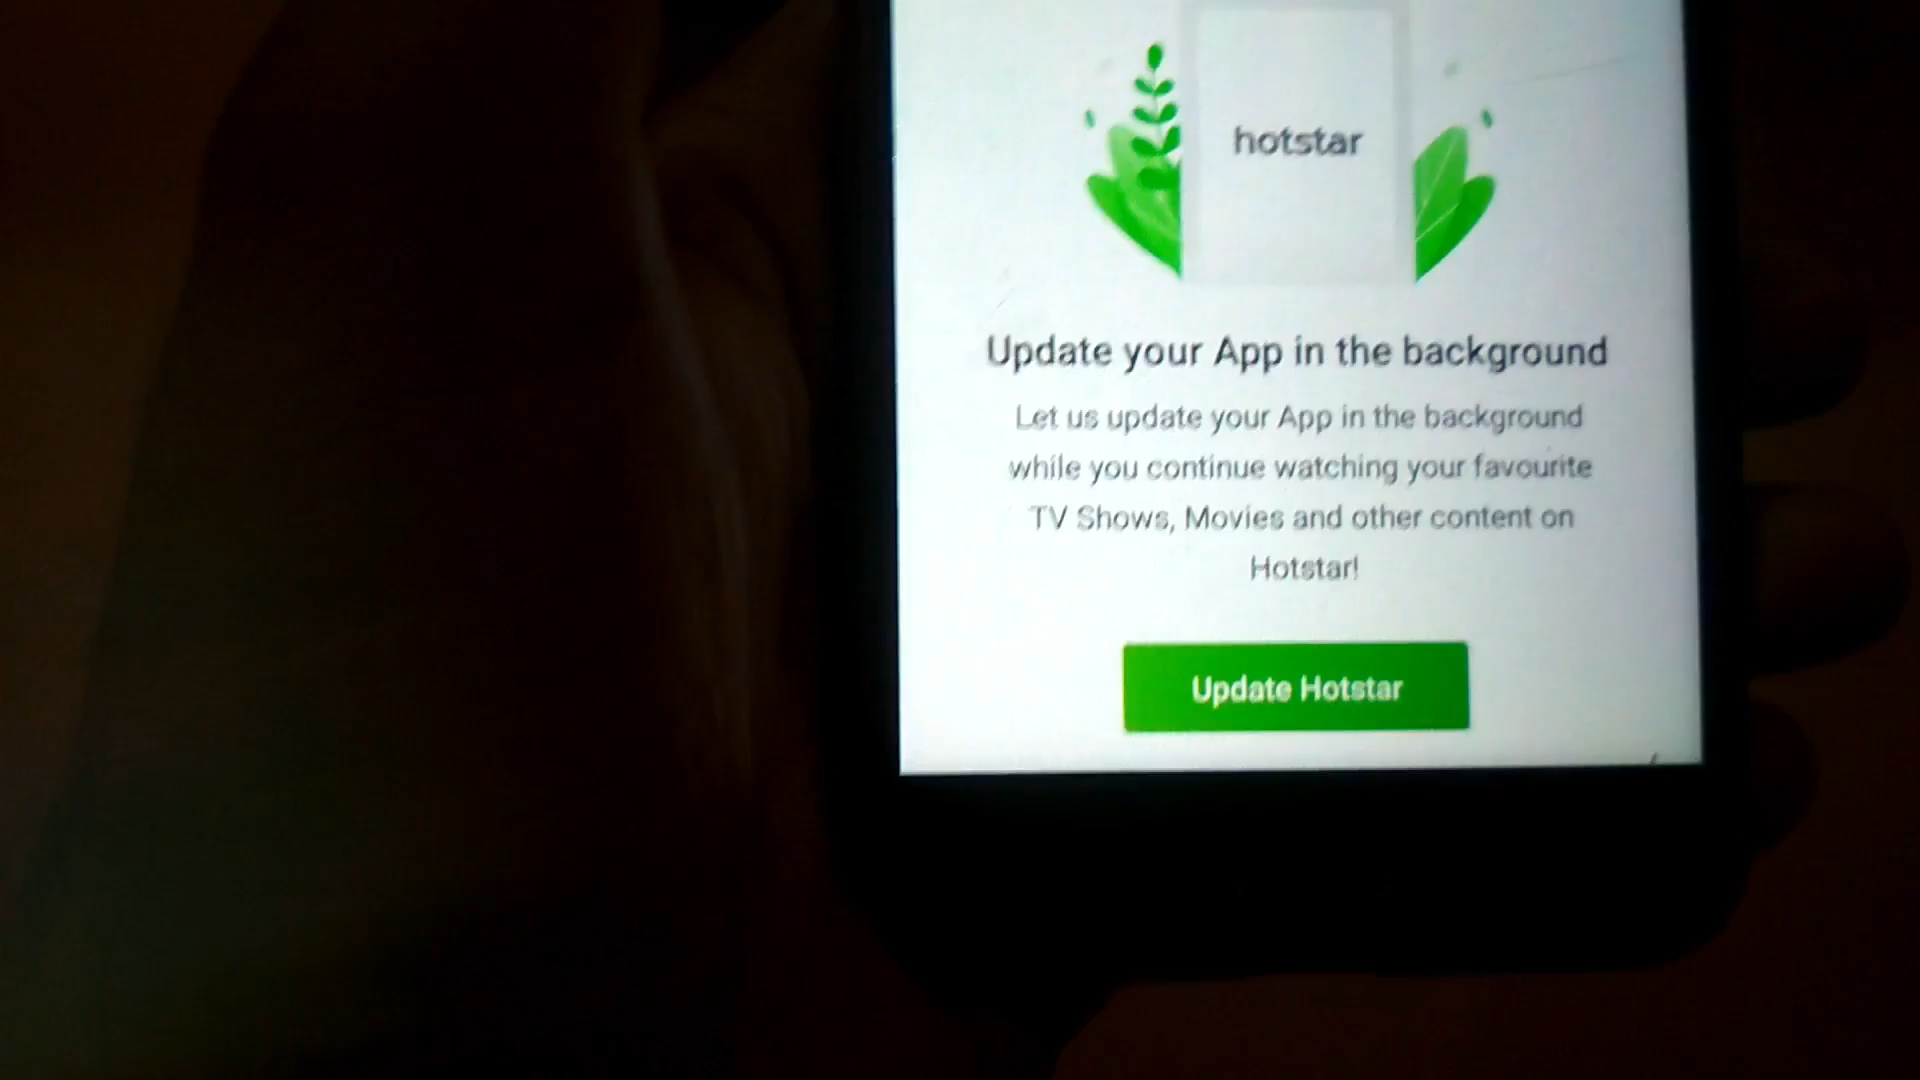 hotstar
Update your App in the background
Let us update your App in the background
while you continue watching your favourite
TV Shows, Movies and other content on
Hotstar!
Update Hotstar